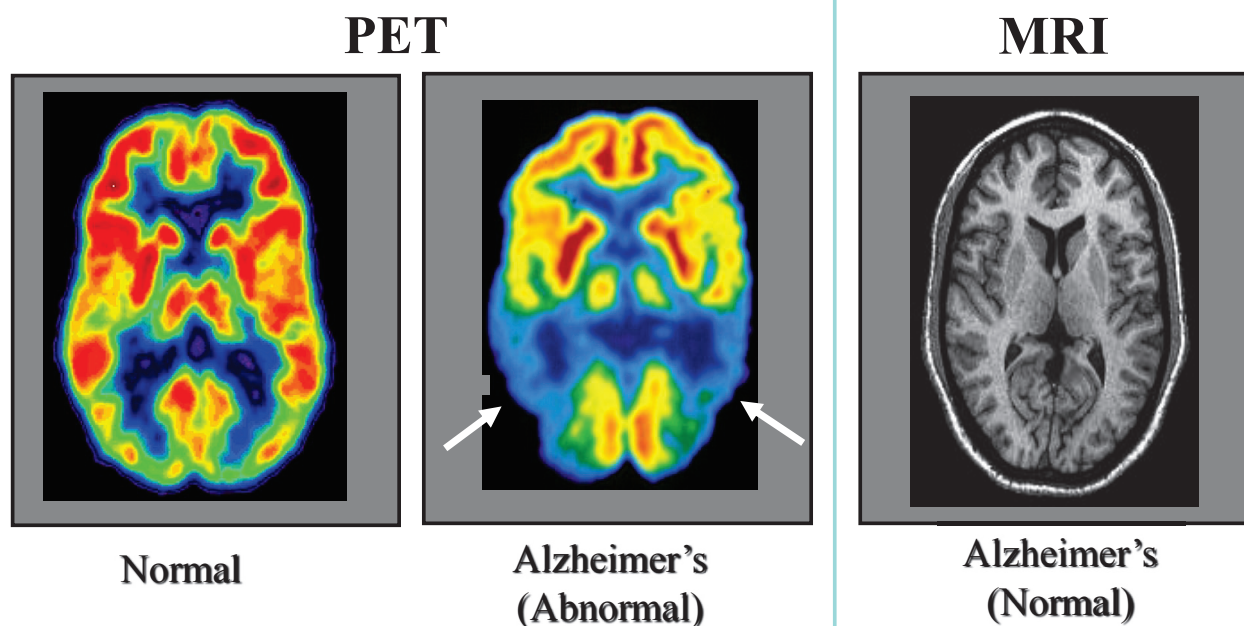 PET
MRI
Normal
Alzheimer’s
(Abnormal)
Alzheimer’s
(Normal)